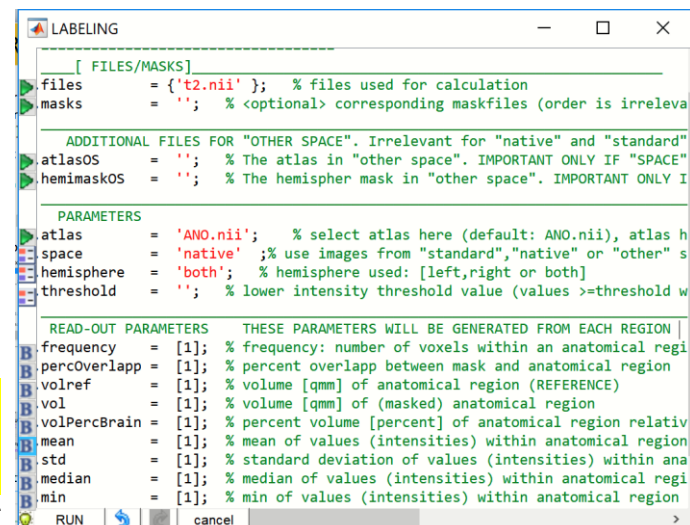 LABELING
[ FILES/MASKS]
files = {'t2.nii' }; % files used for calculation
masks = ''; % <optional> corresponding maskfiles (order is irreleva
ADDITIONAL FILES FOR "OTHER SPACE". Irrelevant for "native" and "standard"
atlasOS = ''; % The atlas in "other space". IMPORTANT ONLY IF "SPACE"
hemimaskOS = ''; % The hemispher mask in "other space". IMPORTANT ONLY I
PARAMETERS
atlas = 'ANO.nii'; % select atlas here (default: ANO.nii), atlas h
space = 'native' ;% use images from "standard","native" or "other" s
hemisphere = 'both'; % hemisphere used: [left,right or both]
threshold = ''; % lower intensity threshold value (values >=threshold w
READ-OUT PARAMETERS THESE PARAMETERS WILL BE GENERATED FROM EACH REGION |
B frequency = [1]; % frequency: number of voxels within an anatomical regi
B percOverlapp = [1]; % percent overlapp between mask and anatomical region
B volref = [1]; % volume [qmm] of anatomical region (REFERENCE)
B vol = [1]; % volume [qmm] of (masked) anatomical region
B volPercBrain = [1]; % percent volume [percent] of anatomical region relativ
B mean = [1]; % mean of values (intensities) within anatomical region
B std = [1]; % standard deviation of values (intensities) within ana
B median = [1]; % median of values (intensities) within anatomical regi
B min = [1]; % min of values (intensities) within anatomical region
RUN cancel